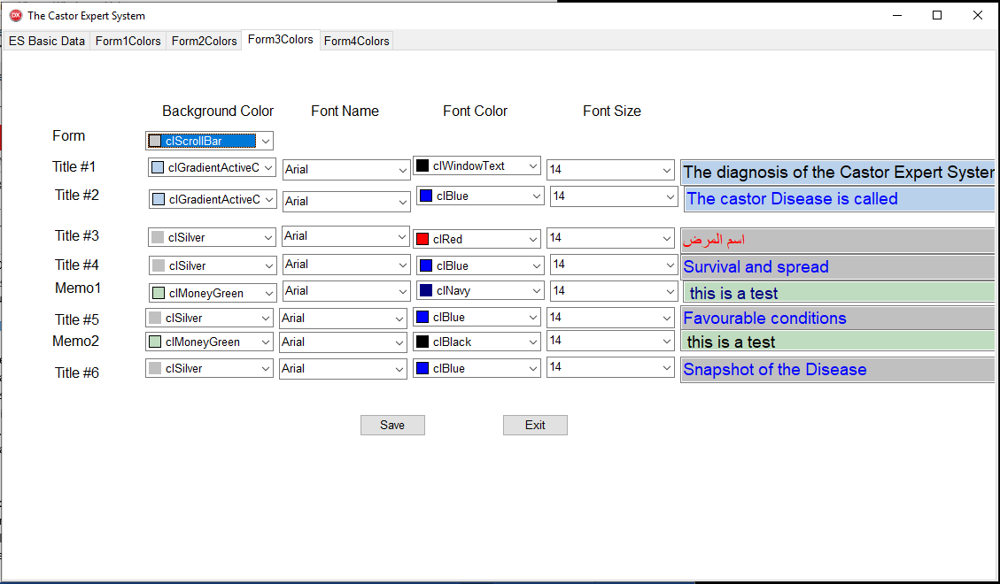 The Castor Expert System
ES Basic Data Form1Colors Form2Colors Form3Colors Form4Colors
Background Color Font Name Font Color Font Size
Form clScrollBar
Title #1 clGradientActiveC Arial clWindowText 14 The diagnosis of the Castor Expert System
Title #2 clGradientActiveC Arial clBlue 14 The castor Disease is called
Title #3 clSilver Arial clRed 14 اسم المرض
Title #4 clSilver Arial clBlue 14 Survival and spread
Memo1 clMoneyGreen Arial clNavy 14 this is a test
Title #5 clSilver Arial clBlue 14 Favourable conditions
Memo2 clMoneyGreen Arial clBlack 14 this is a test
Title #6 clSilver Arial clBlue 14 Snapshot of the Disease
Save Exit